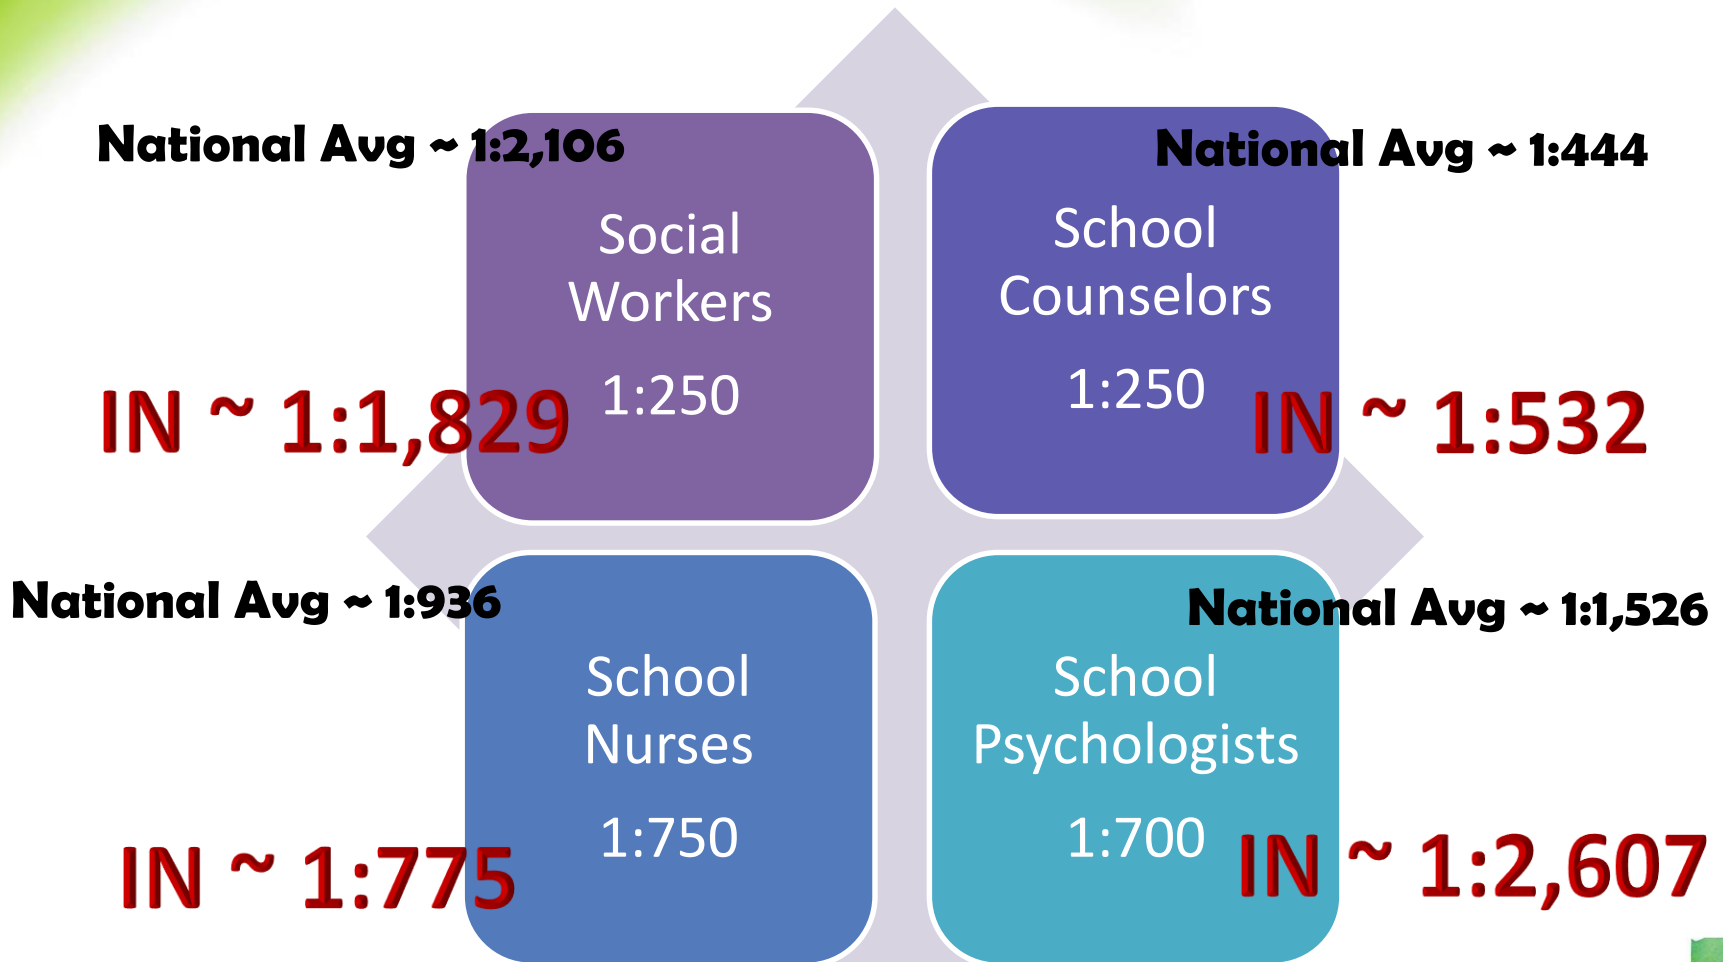 National Avg ~ 1:2,106
Social
Workers
1:250
IN ~ 1:1,829
National Avg ~ 1:444
School
Counselors
1:250
IN ~ 1:532
National Avg ~ 1:936
School
Nurses
1:750
IN ~ 1:775
National Avg ~ 1:1,526
School
Psychologists
1:700
IN ~ 1:2,607